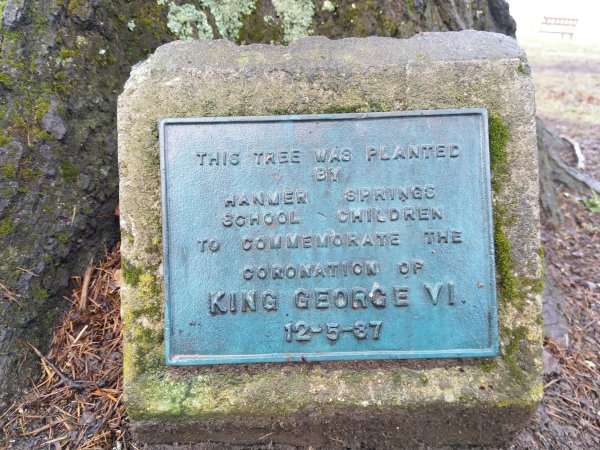 THIS TREE WAS PLANTED
BY
HANMER SPRINGS
SCHOOL CHILDREN
TO COMMEMORATE THE
CORONATION OF
KING GEORGE VI.
12-5-37